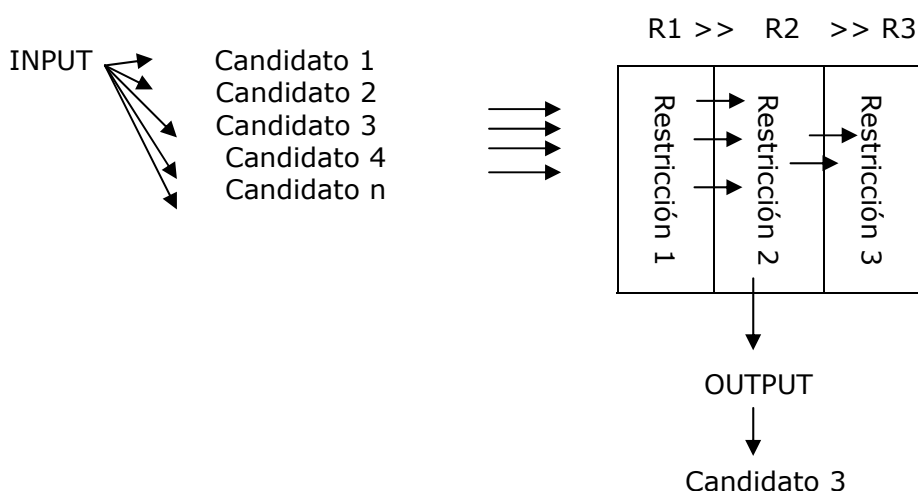 R1 >> R2 >> R3
INPUT
Candidato 1
Candidato 2
Candidato 3
Candidato 4
Candidato n
Restricción 1
Restricción 2
Restricción 3
OUTPUT
Candidato 3